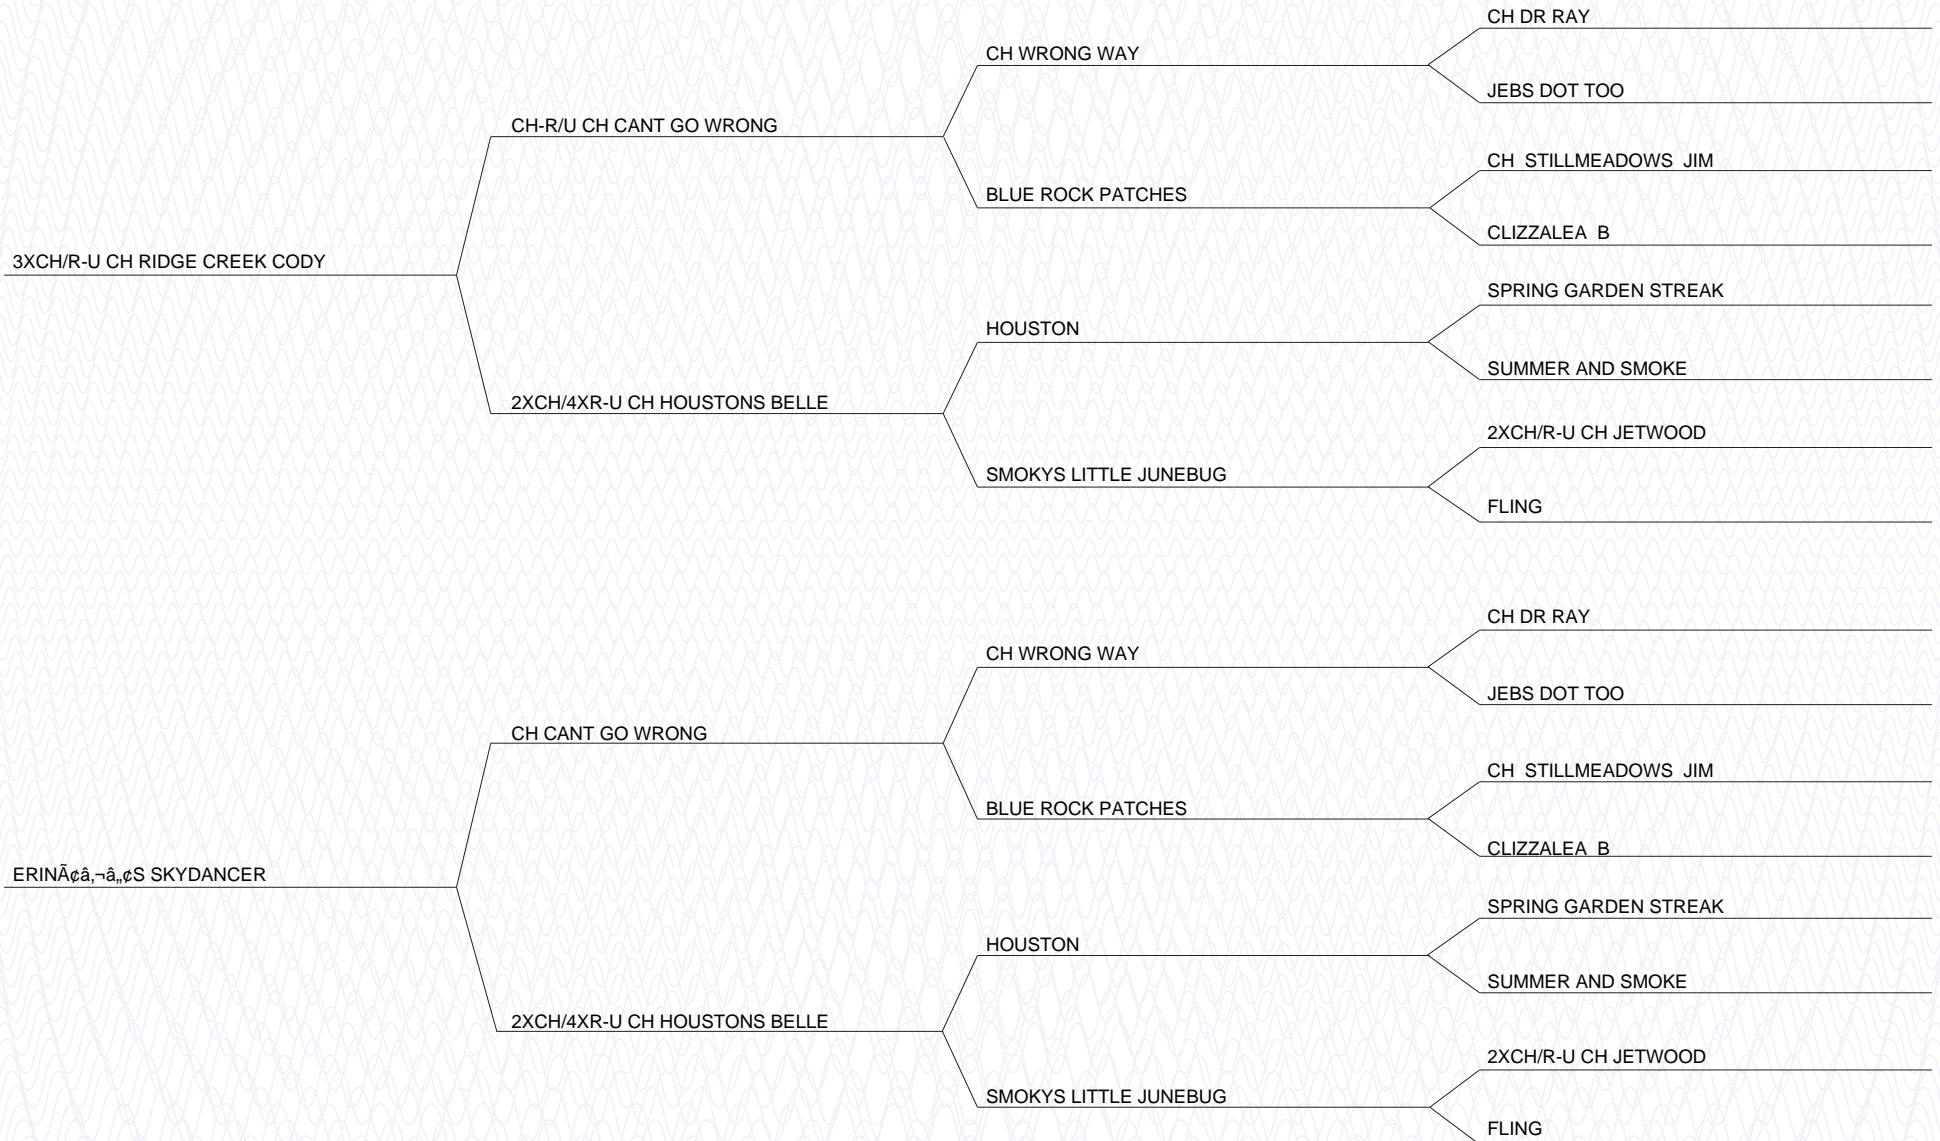 CH DR RAY
CH WRONG WAY
JEBS DOT TOO
CH-R/U CH CANT GO WRONG
CH  STILLMEADOWS  JIM
BLUE ROCK PATCHES
CLIZZALEA  B
3XCH/R-U CH RIDGE CREEK CODY
SPRING GARDEN STREAK
HOUSTON
SUMMER AND SMOKE
2XCH/4XR-U CH HOUSTONS BELLE
2XCH/R-U CH JETWOOD
SMOKYS LITTLE JUNEBUG
FLING
CH DR RAY
CH WRONG WAY
JEBS DOT TOO
CH CANT GO WRONG
CH  STILLMEADOWS  JIM
BLUE ROCK PATCHES
CLIZZALEA  B
ERINÃ¢â‚¬â„¢S SKYDANCER
SPRING GARDEN STREAK
HOUSTON
SUMMER AND SMOKE
2XCH/4XR-U CH HOUSTONS BELLE
2XCH/R-U CH JETWOOD
SMOKYS LITTLE JUNEBUG
FLING